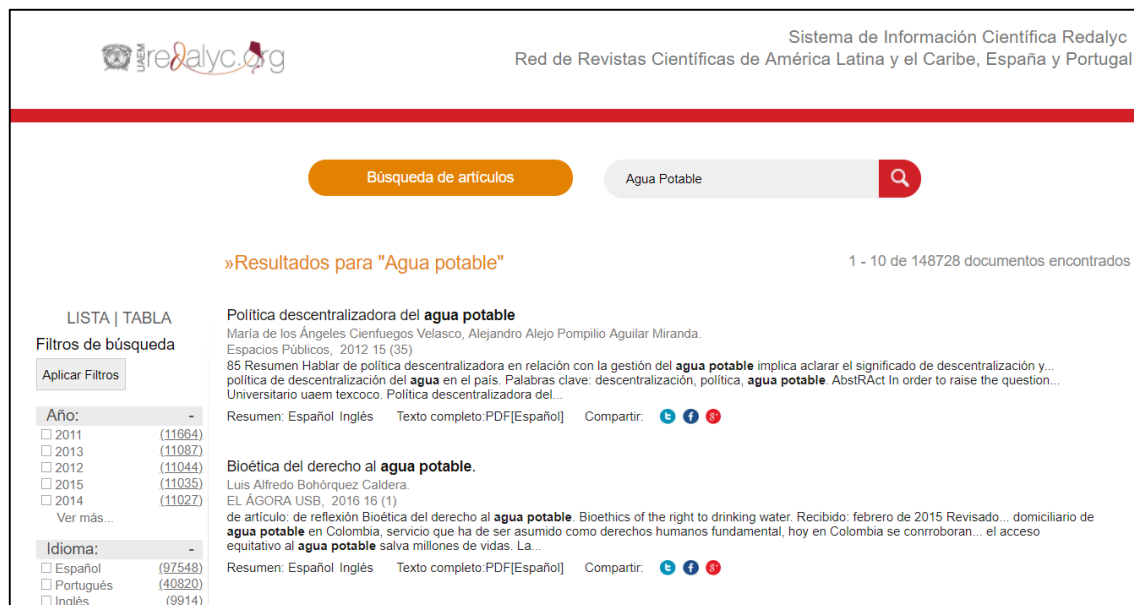 UAEM
redalyc.org
Sistema de Información Científica Redalyc
Red de Revistas Científicas de América Latina y el Caribe, España y Portugal
Búsqueda de artículos
Agua Potable
»Resultados para "Agua potable"
1 - 10 de 148728 documentos encontrados
LISTA | TABLA
Filtros de búsqueda
Aplicar Filtros
Año: -
2011 (11664)
2013 (11087)
2012 (11044)
2015 (11035)
2014 (11027)
Ver más...
Idioma: -
Español (97548)
Portugués (40820)
Inglés (9914)
Política descentralizadora del agua potable
María de los Ángeles Cienfuegos Velasco, Alejandro Alejo Pompilio Aguilar Miranda.
Espacios Públicos, 2012 15 (35)
85 Resumen Hablar de política descentralizadora en relación con la gestión del agua potable implica aclarar el significado de descentralización y...
política de descentralización del agua en el país. Palabras clave: descentralización, política, agua potable. AbstRAct In order to raise the question...
Universitario uaem texcoco. Política descentralizadora del...
Resumen: Español Inglés Texto completo:PDF[Español] Compartir:
Bioética del derecho al agua potable.
Luis Alfredo Bohórquez Caldera.
EL ÁGORA USB, 2016 16 (1)
de artículo: de reflexión Bioética del derecho al agua potable. Bioethics of the right to drinking water. Recibido: febrero de 2015 Revisado... domiciliario de
agua potable en Colombia, servicio que ha de ser asumido como derechos humanos fundamental, hoy en Colombia se conrroboran... el acceso
equitativo al agua potable salva millones de vidas. La...
Resumen: Español Inglés Texto completo:PDF[Español] Compartir: